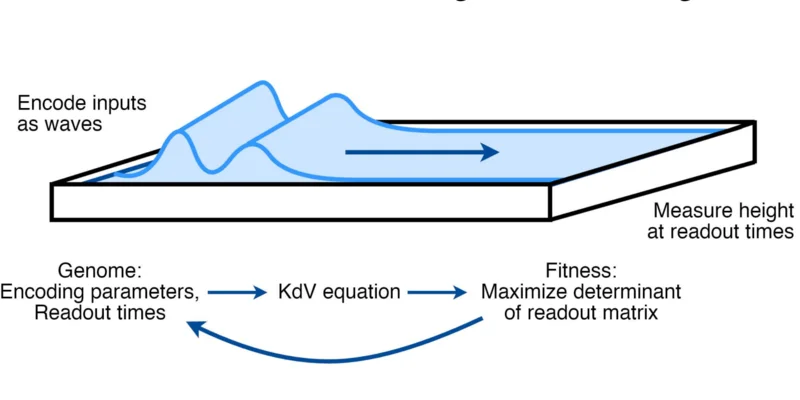 Encode inputs
as waves
Measure height
at readout times
Genome:
Encoding parameters,
Readout times
KdV equation
Fitness:
Maximize determinant
of readout matrix